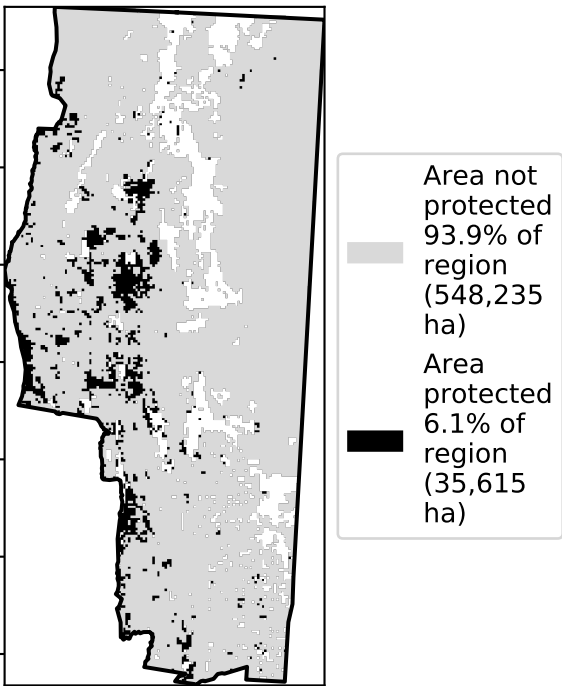 Area not
protected
93.9% of
region
(548,235
ha)
Area
protected
6.1% of
region
(35,615
ha)